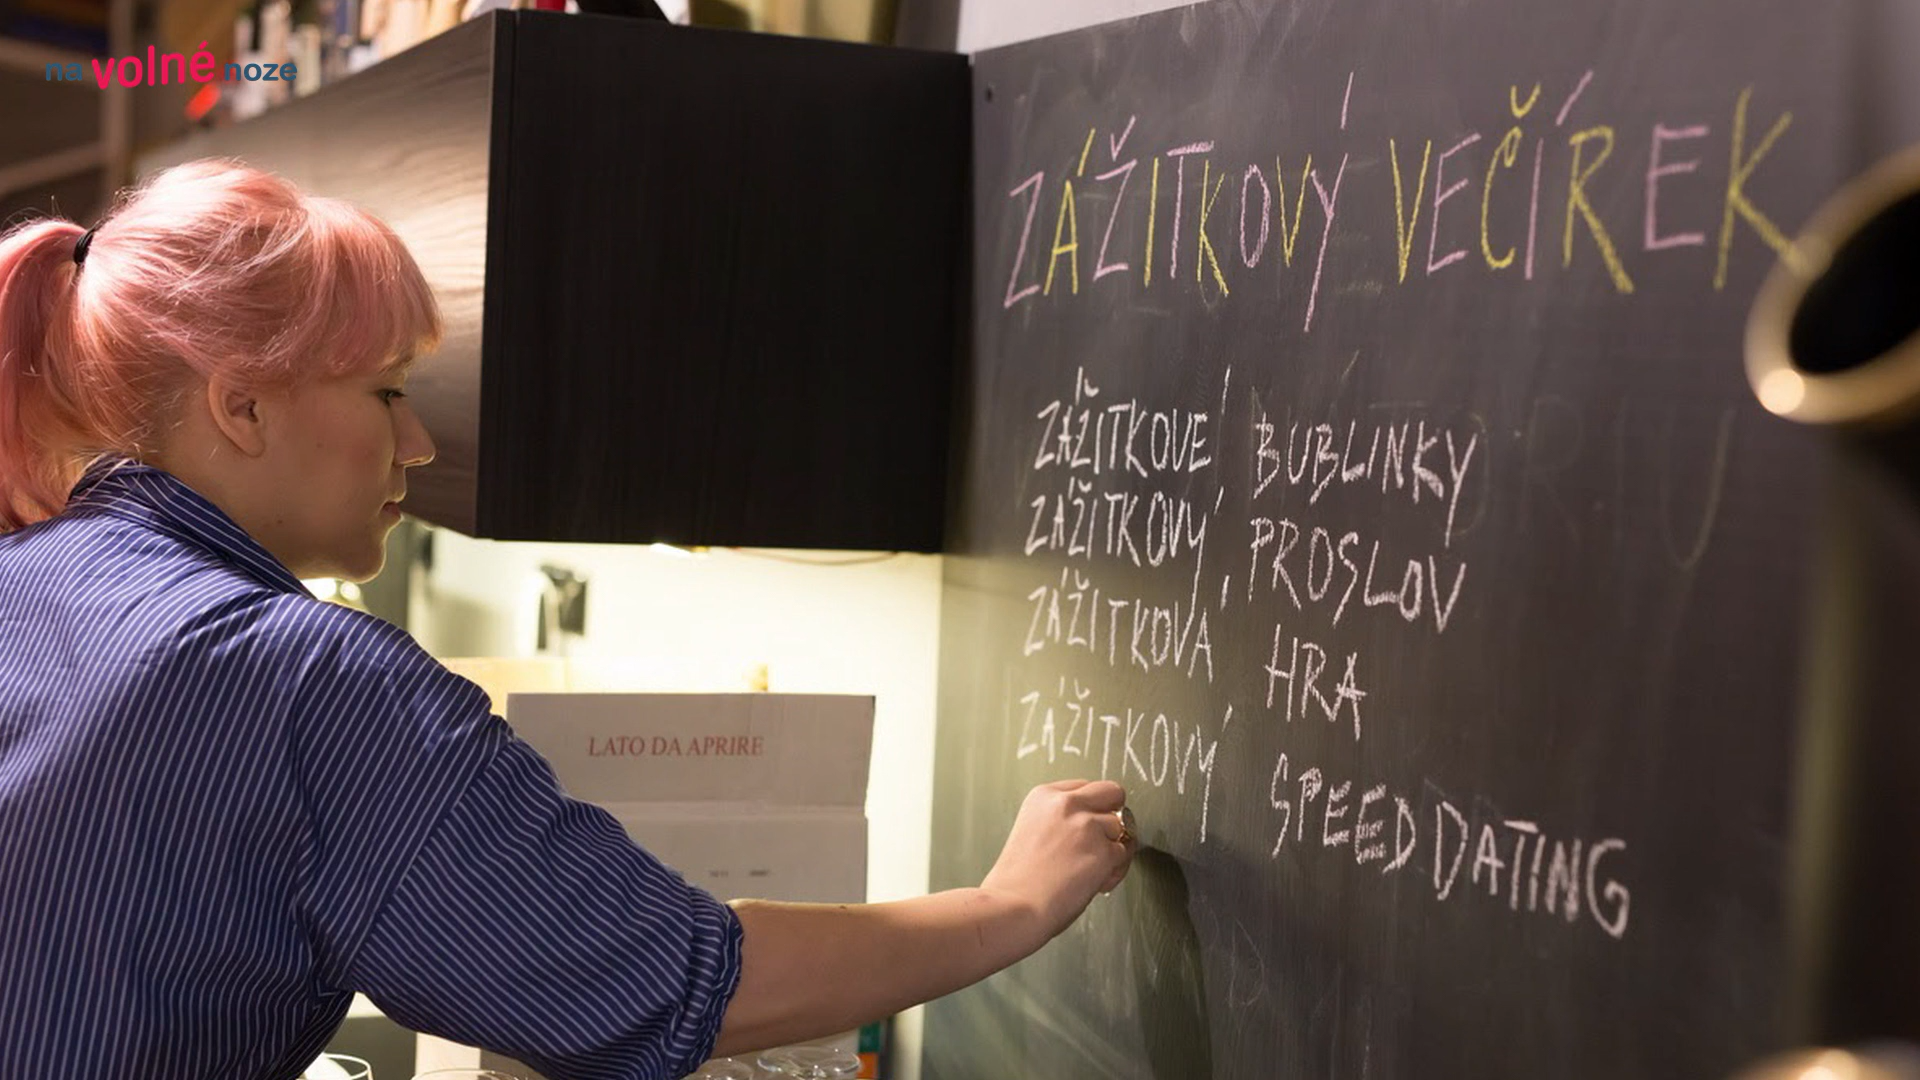 na volné noze
ZÁŽITKOVÝ VEČÍREK
ZÁŽITKOVÉ BUBLINKY
ZÁŽITKOVÝ PROSLOV
ZÁŽITKOVÁ HRA
ZÁŽITKOVÝ SPEED DATING
LATO DA APRIRE